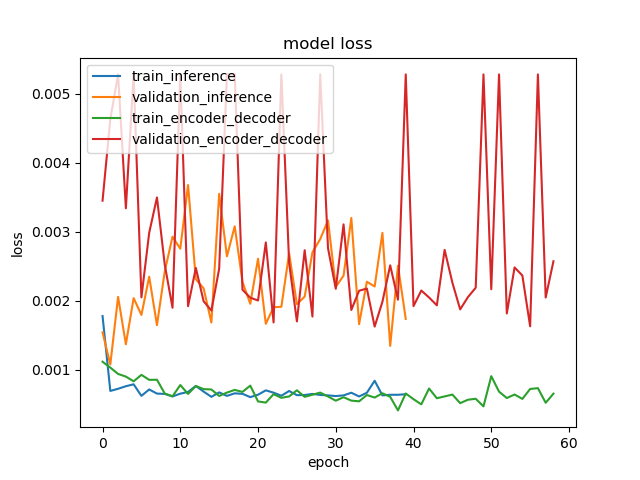 model loss
train_inference
validation_inference
train_encoder_decoder
validation_encoder_decoder
loss
0.005
0.004
0.003
0.002
0.001
0 10 20 30 40 50 60
epoch